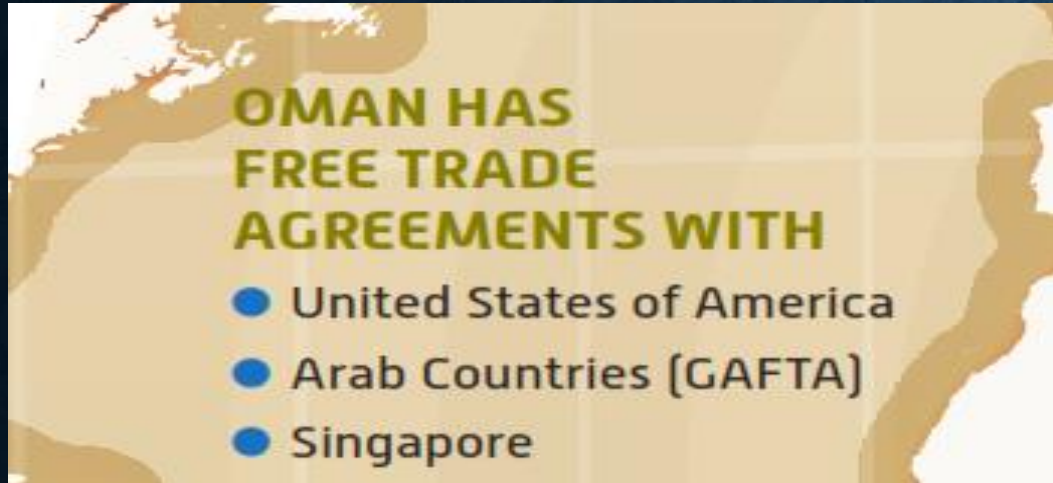 OMAN HAS
FREE TRADE
AGREEMENTS WITH
United States of America
Arab Countries (GAFTA)
Singapore